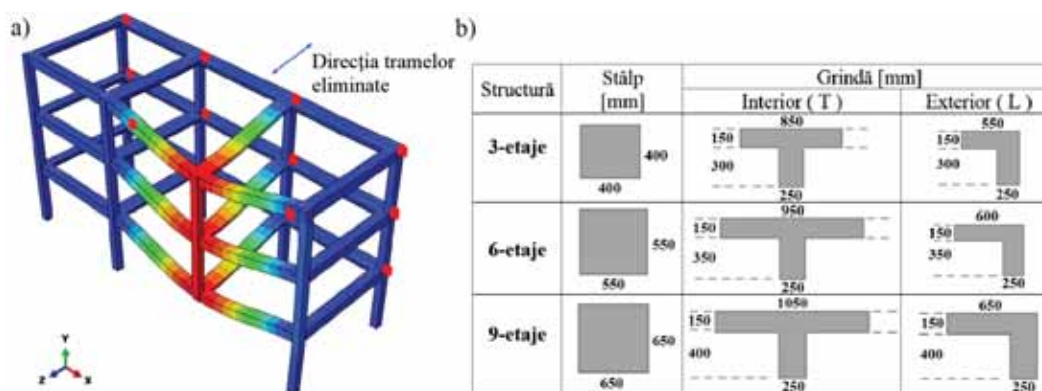 a)
Direcția tramelor
eliminate
Y
Z
X
b)
Structură
Stâlp
[mm]
Grindă [mm]
Interior ( T )
Exterior ( L )
3-etaje
400
400
850
150
300
250
550
150
300
250
6-etaje
550
550
950
150
350
250
600
150
350
250
9-etaje
650
650
1050
150
400
250
650
150
400
250